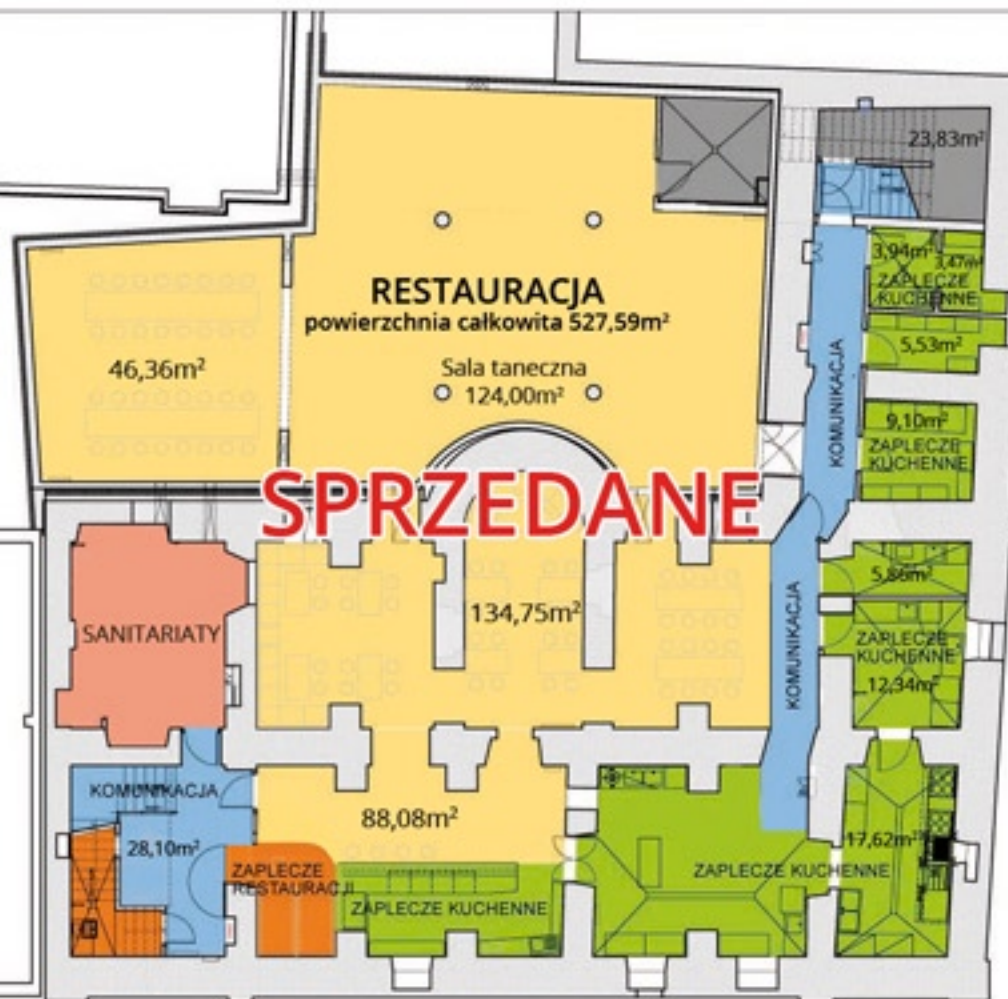 23,83m²
3,94m²
3,47m²
ZAPLECZE
KUCHENNE
RESTAURACJA
powierzchnia całkowita 527,59m²
5,53m²
46,36m²
Sala taneczna
124,00m²
KOMUNIKACJA
9,10m²
ZAPLECZE
KUCHENNE
SPRZEDANE
5,86m²
134,75m²
SANITARIATY
KOMUNIKACJA
ZAPLECZE
KUCHENNE
12,34m²
KOMUNIKACJA
88,08m²
28,10m²
17,62m²
ZAPLECZE
RESTAURACJI
ZAPLECZE KUCHENNE
ZAPLECZE KUCHENNE